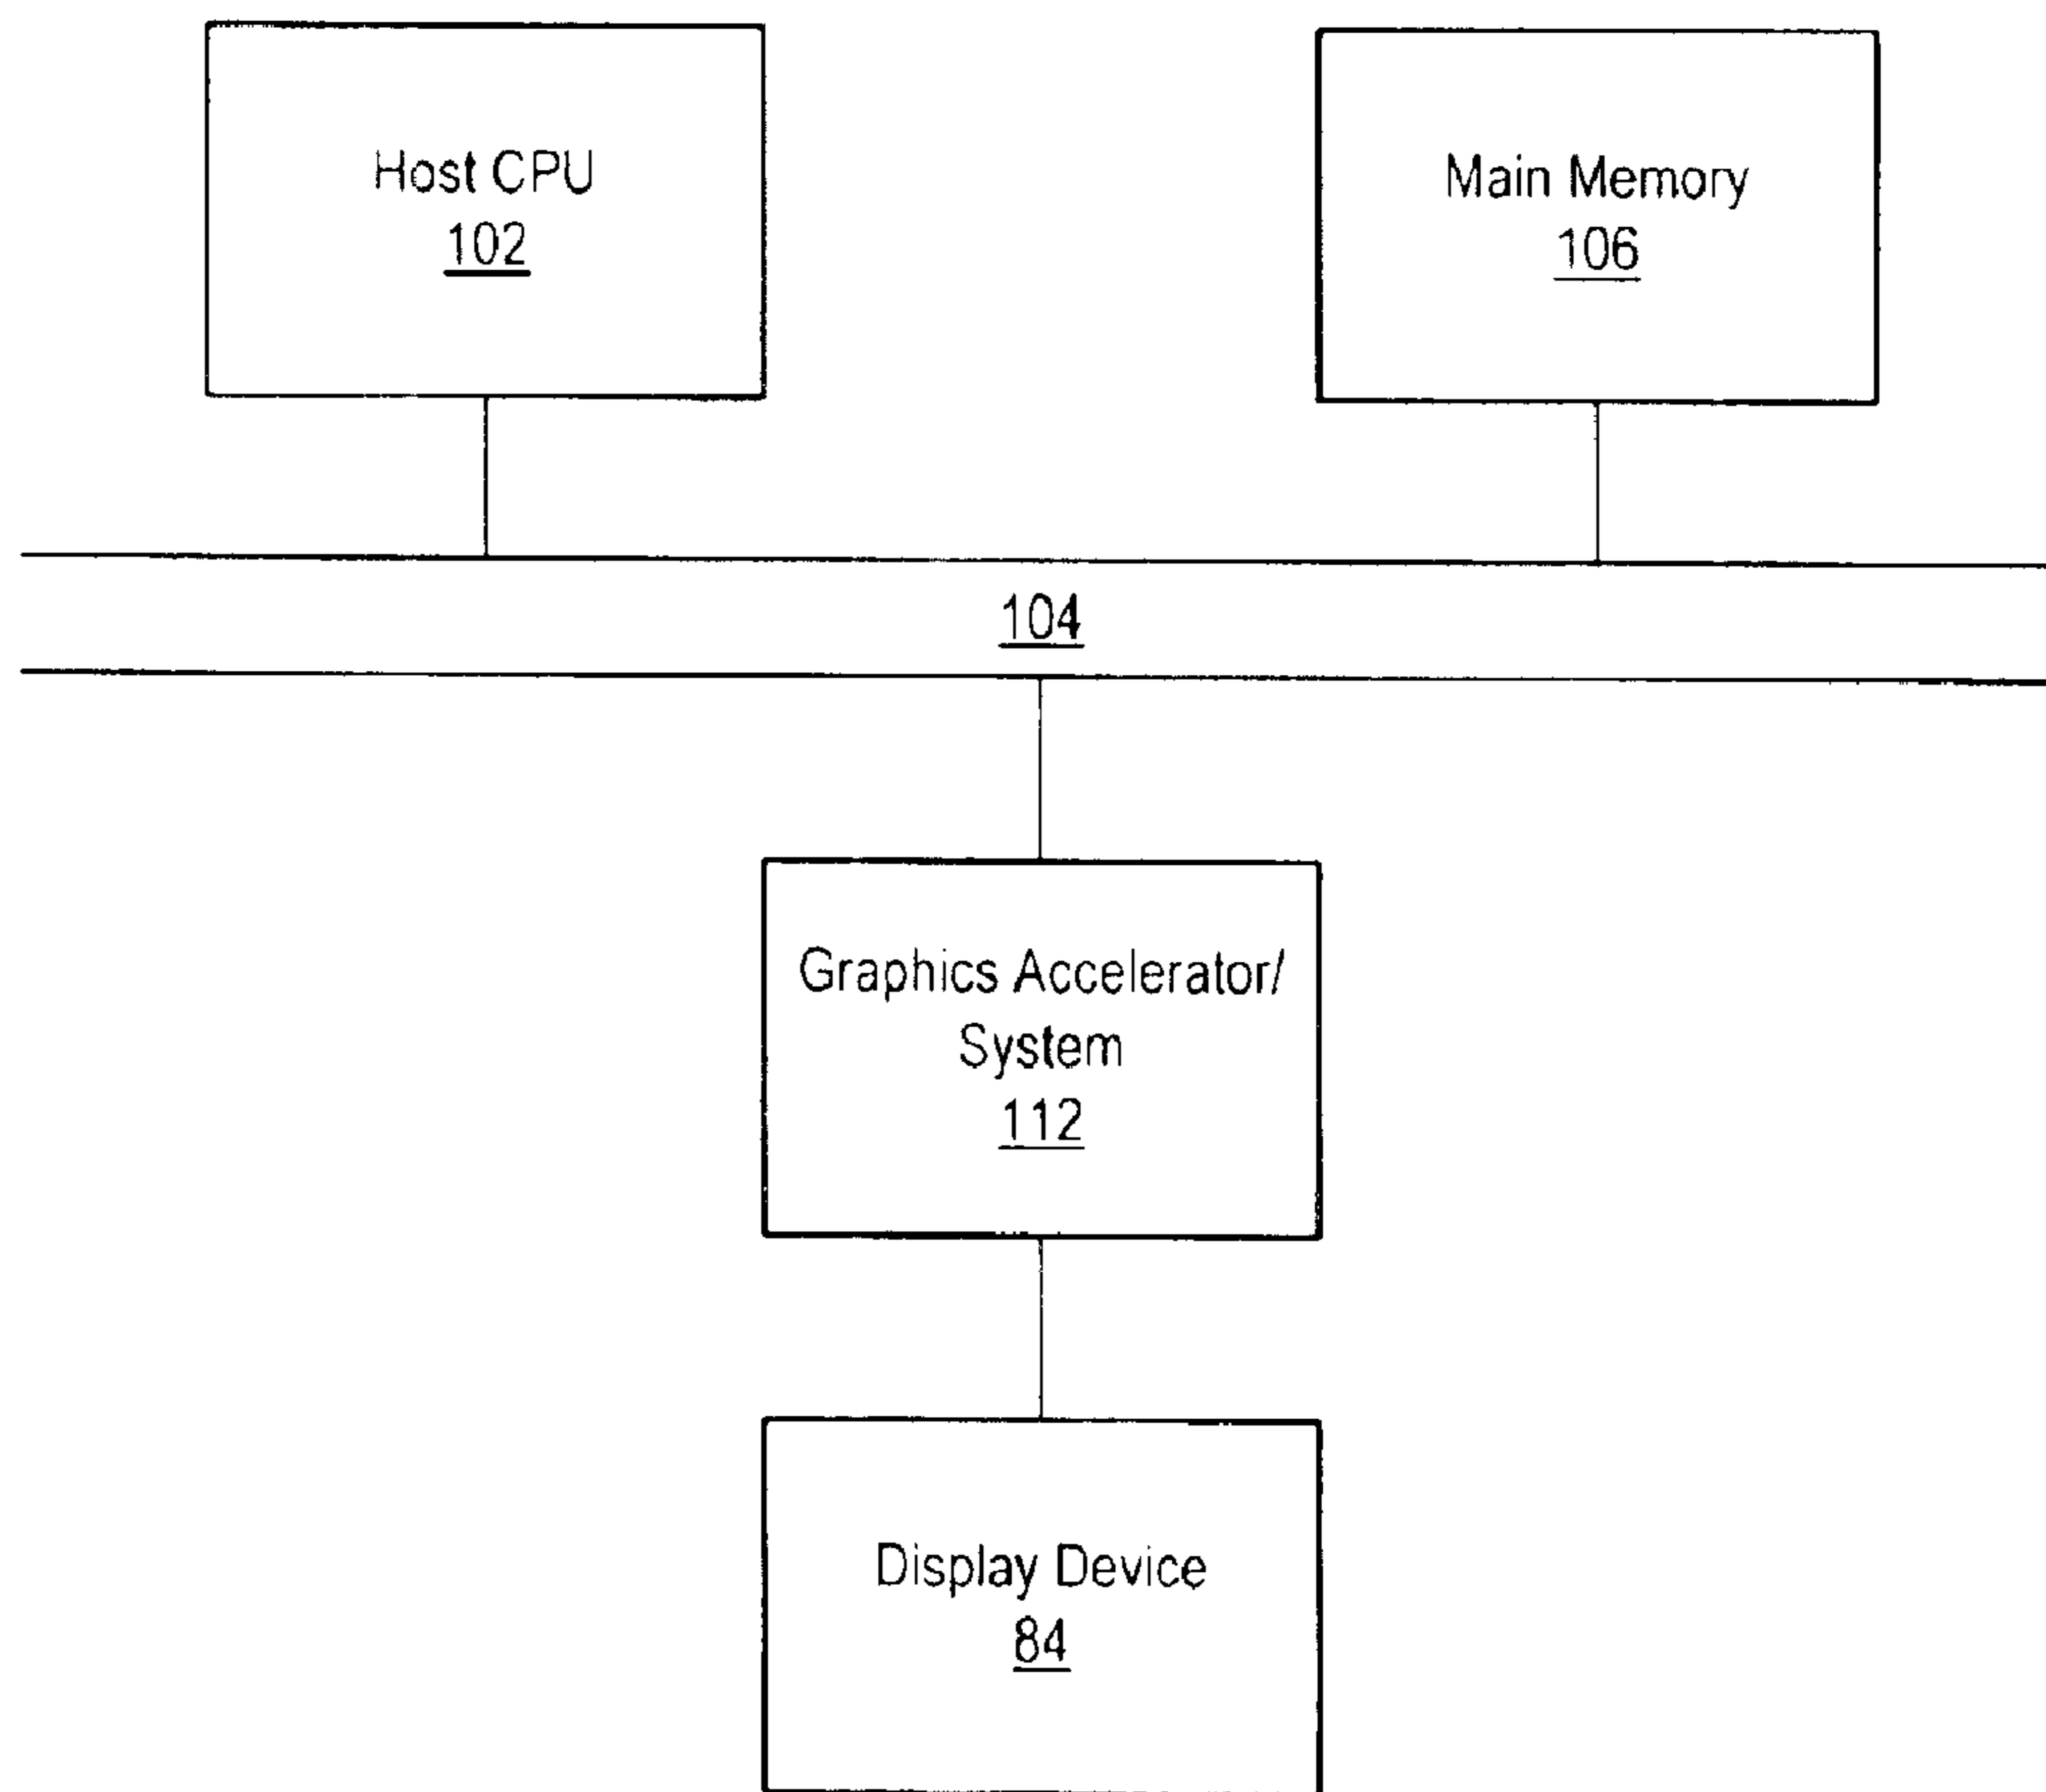 Host CPU
102
Main Memory
106
104
Graphics Accelerator/
System
112
Display Device
84